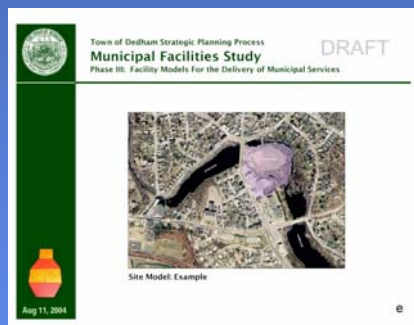 Town of Dedham Strategic Planning Process
DRAFT
Municipal Facilities Study
Phase III: Facility Models For the Delivery of Municipal Services
Site Model: Example
Aug 11, 2004
e